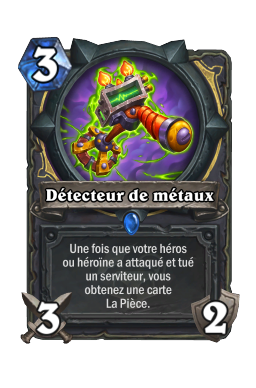 3
Détecteur de métaux
Une fois que votre héros
ou héroïne a attaqué et tué
un serviteur, vous
obtenez une carte
La Pièce.
3
2